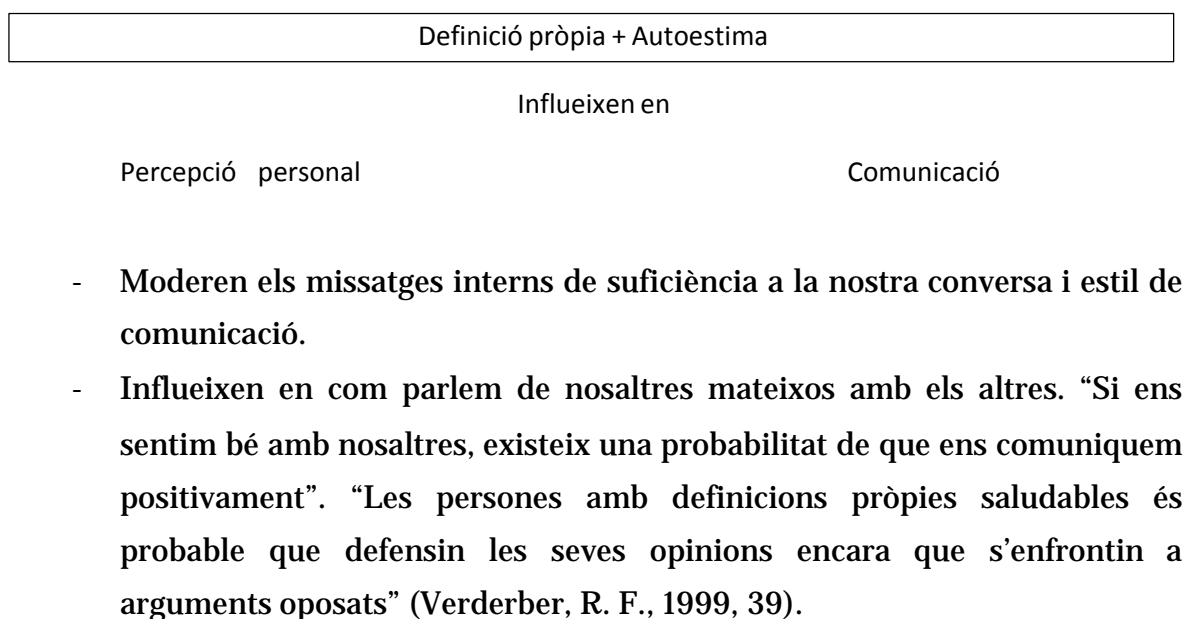 Definició pròpia + Autoestima
Influeixen en
Percepció personal Comunicació
- Moderen els missatges interns de suficiència a la nostra conversa i estil de
comunicació.
- Influeixen en com parlem de nosaltres mateixos amb els altres. “Si ens
sentim bé amb nosaltres, existeix una probabilitat de que ens comuniquem
positivament”. “Les persones amb definicions pròpies saludables és
probable que defensin les seves opinions encara que s’enfrontin a
arguments oposats” (Verderber, R. F., 1999, 39).